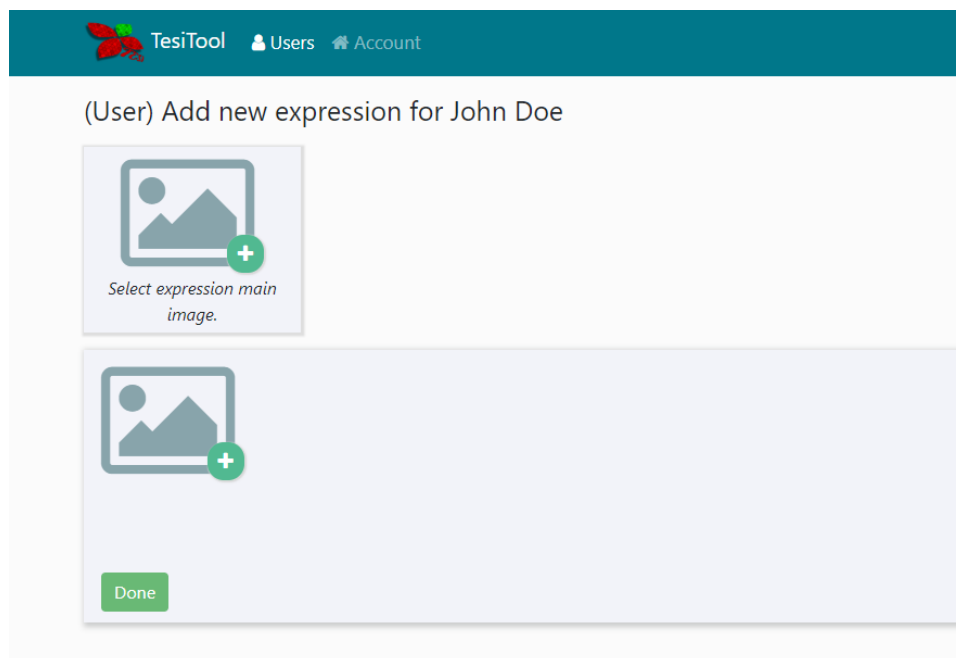 TesiTool Users Account
(User) Add new expression for John Doe
Select expression main
image.
Done